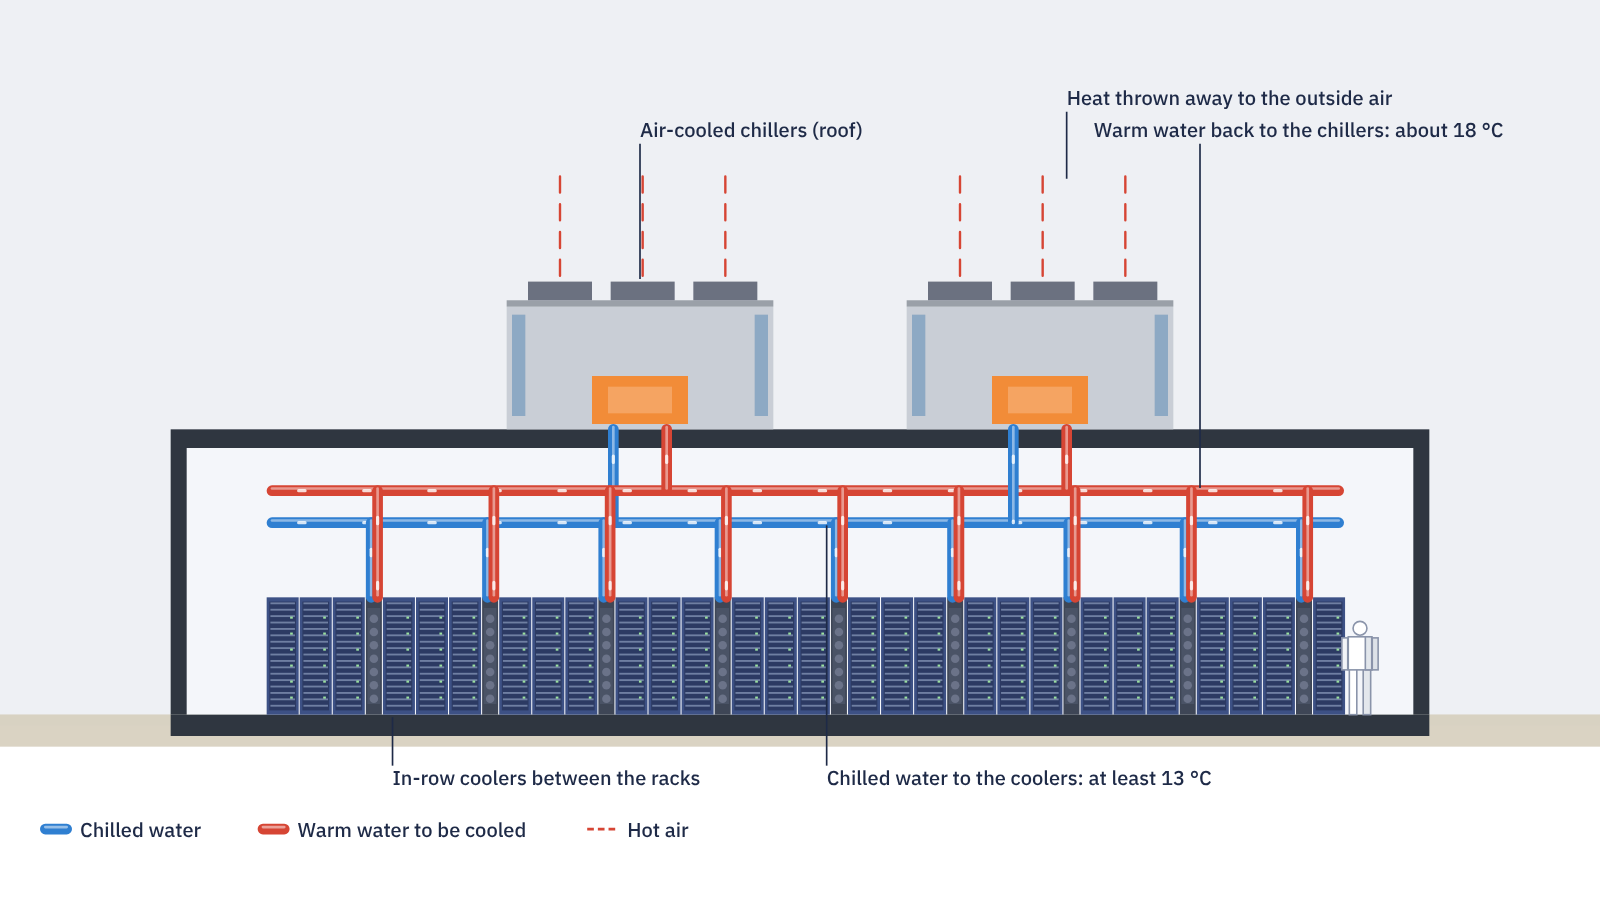 Heat thrown away to the outside air
Air-cooled chillers (roof)
Warm water back to the chillers: about 18 °C
In-row coolers between the racks
Chilled water to the coolers: at least 13 °C
Chilled water
Warm water to be cooled
Hot air